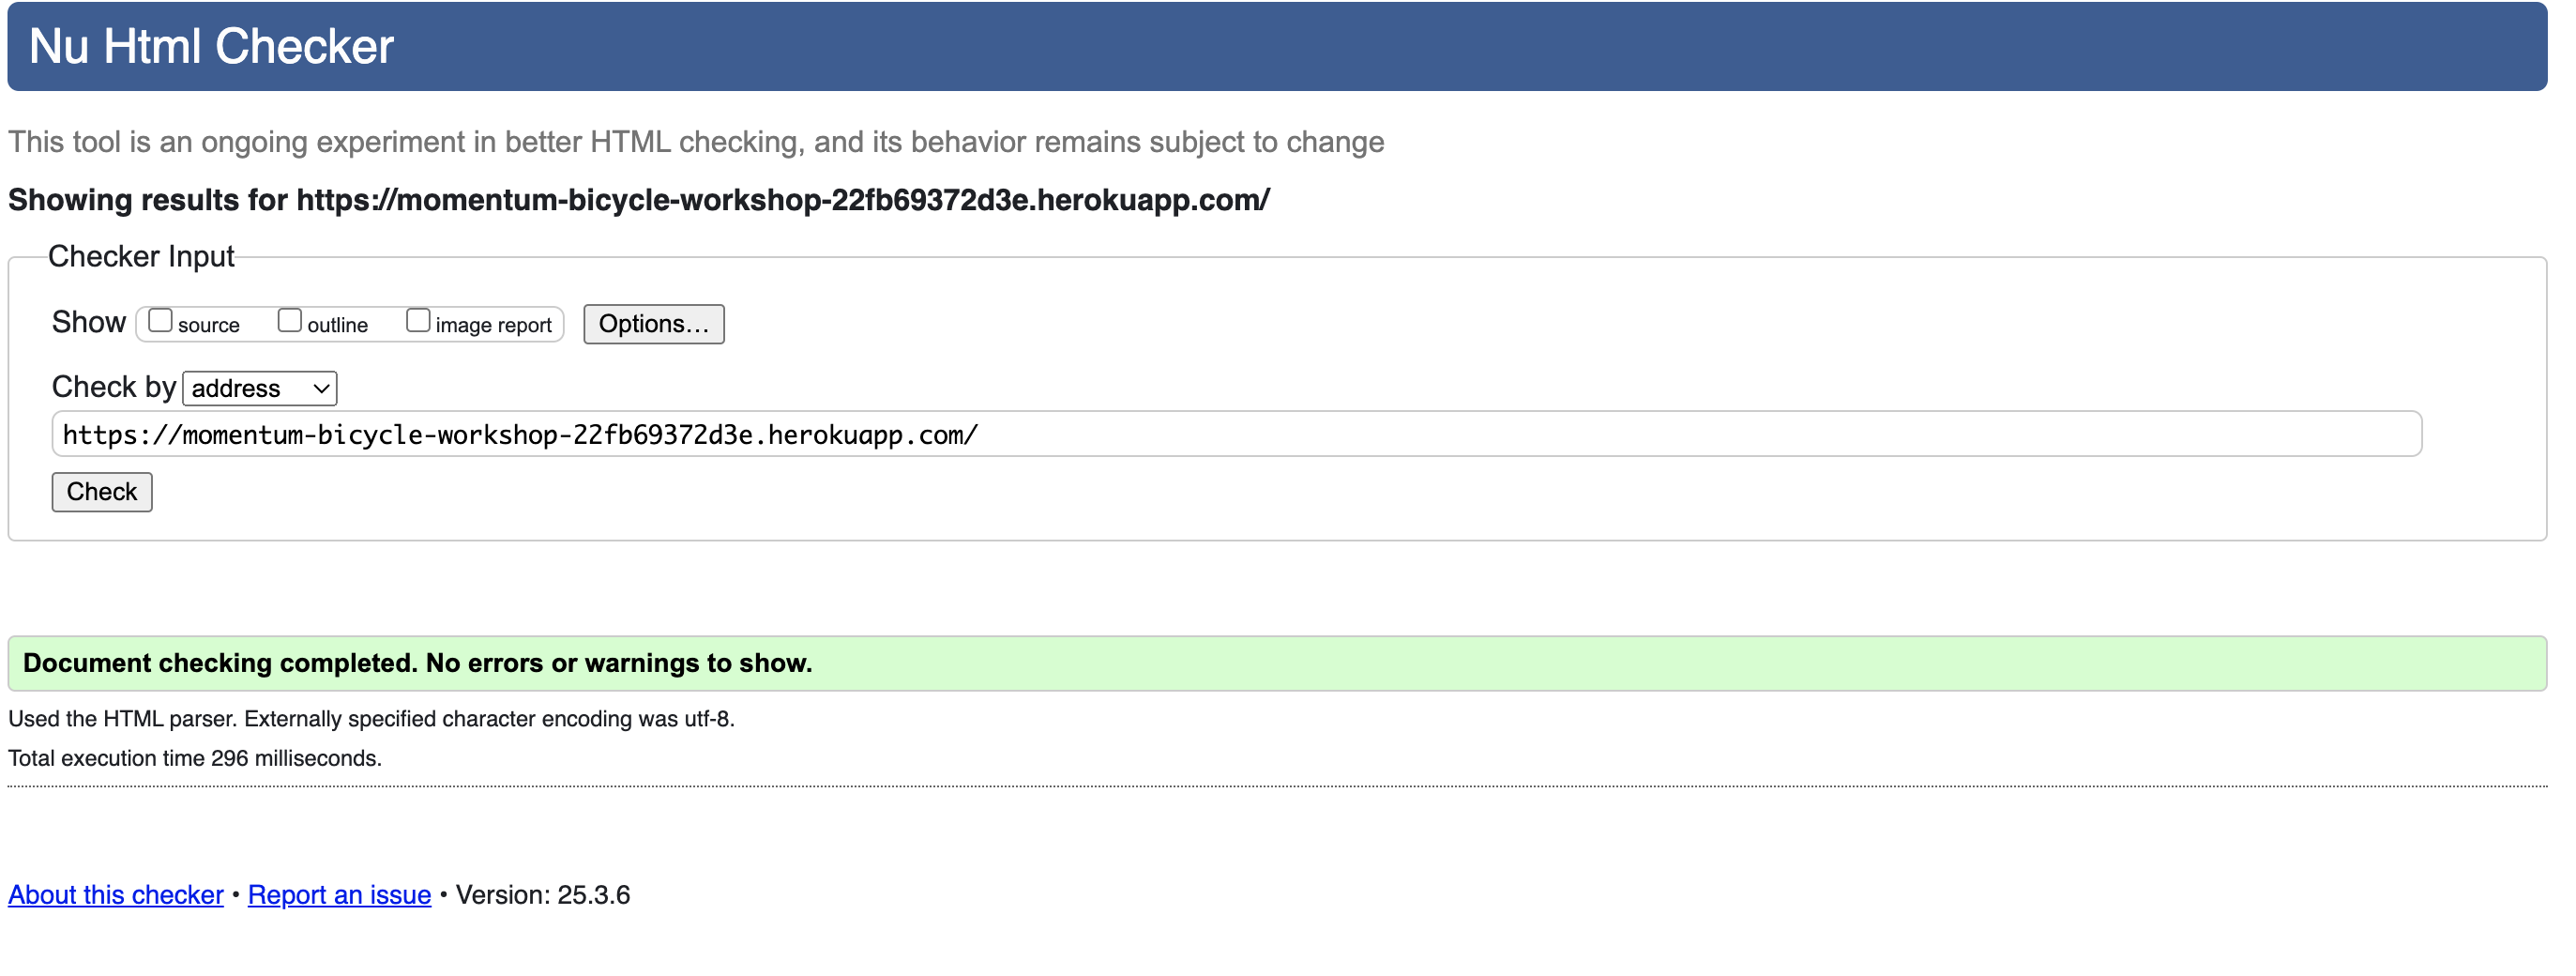 Nu Html Checker
This tool is an ongoing experiment in better HTML checking, and its behavior remains subject to change
Showing results for https://momentum-bicycle-workshop-22fb69372d3e.herokuapp.com/
Checker Input
Show source outline image report Options...
Check by address
https://momentum-bicycle-workshop-22fb69372d3e.herokuapp.com/
Check
Document checking completed. No errors or warnings to show.
Used the HTML parser. Externally specified character encoding was utf-8.
Total execution time 296 milliseconds.
About this checker • Report an issue • Version: 25.3.6